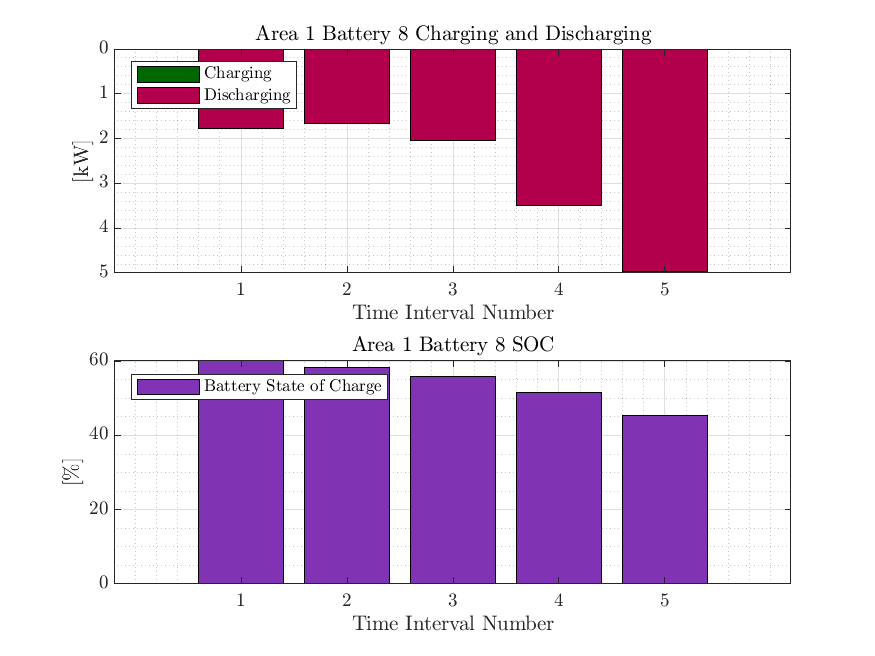 Area 1 Battery 8 Charging and Discharging
0
1
2
3
4
5
[kW]
Charging
Discharging
1 2 3 4 5
Time Interval Number
Area 1 Battery 8 SOC
60
40
20
0
[%]
Battery State of Charge
1 2 3 4 5
Time Interval Number